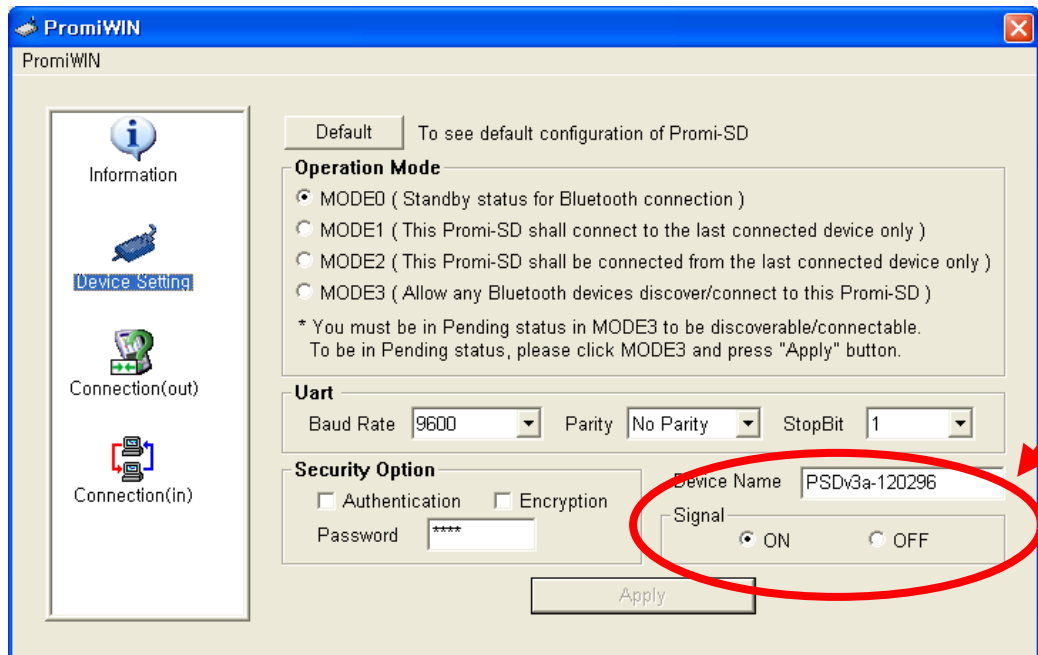 PromiWIN
PromiWIN
Information
Device Setting
Connection(out)
Connection(in)
Default To see default configuration of Promi-SD
Operation Mode
MODE0 ( Standby status for Bluetooth connection )
MODE1 ( This Promi-SD shall connect to the last connected device only )
MODE2 ( This Promi-SD shall be connected from the last connected device only )
MODE3 ( Allow any Bluetooth devices discover/connect to this Promi-SD )
* You must be in Pending status in MODE3 to be discoverable/connectable.
To be in Pending status, please click MODE3 and press "Apply" button.
Uart
Baud Rate 9600 Parity No Parity StopBit 1
Security Option
Authentication Encryption
Password ****
Device Name PSDv3a-120296
Signal
ON OFF
Apply